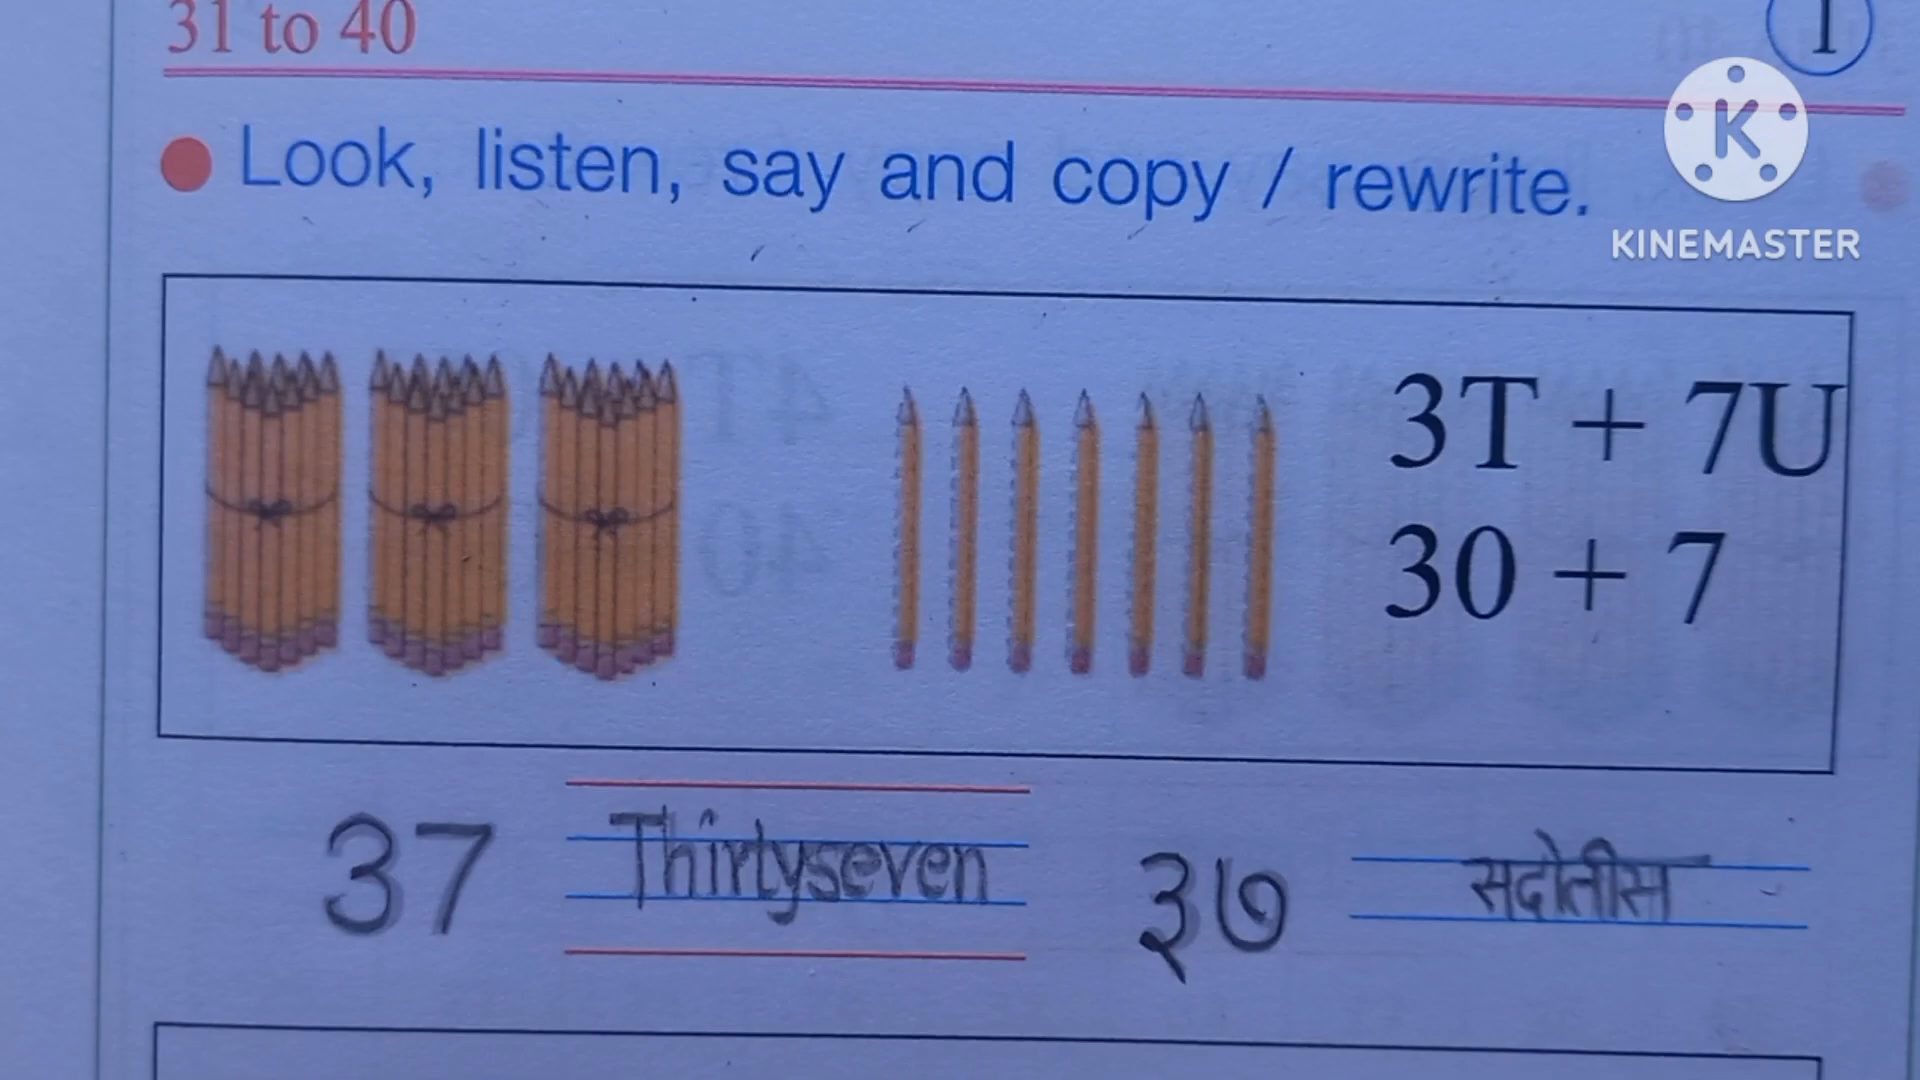 31 to 40
1
Look, listen, say and copy / rewrite.
K
KINEMASTER
3T + 7U
30 + 7
37 Thirtyseven ३७ सदोतीस